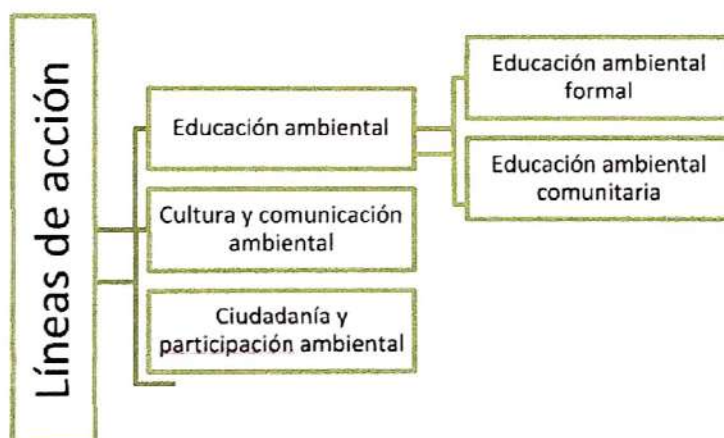 Líneas de acción
Educación ambiental
Cultura y comunicación
ambiental
Ciudadanía y
participación ambiental
Educación ambiental
formal
Educación ambiental
comunitaria